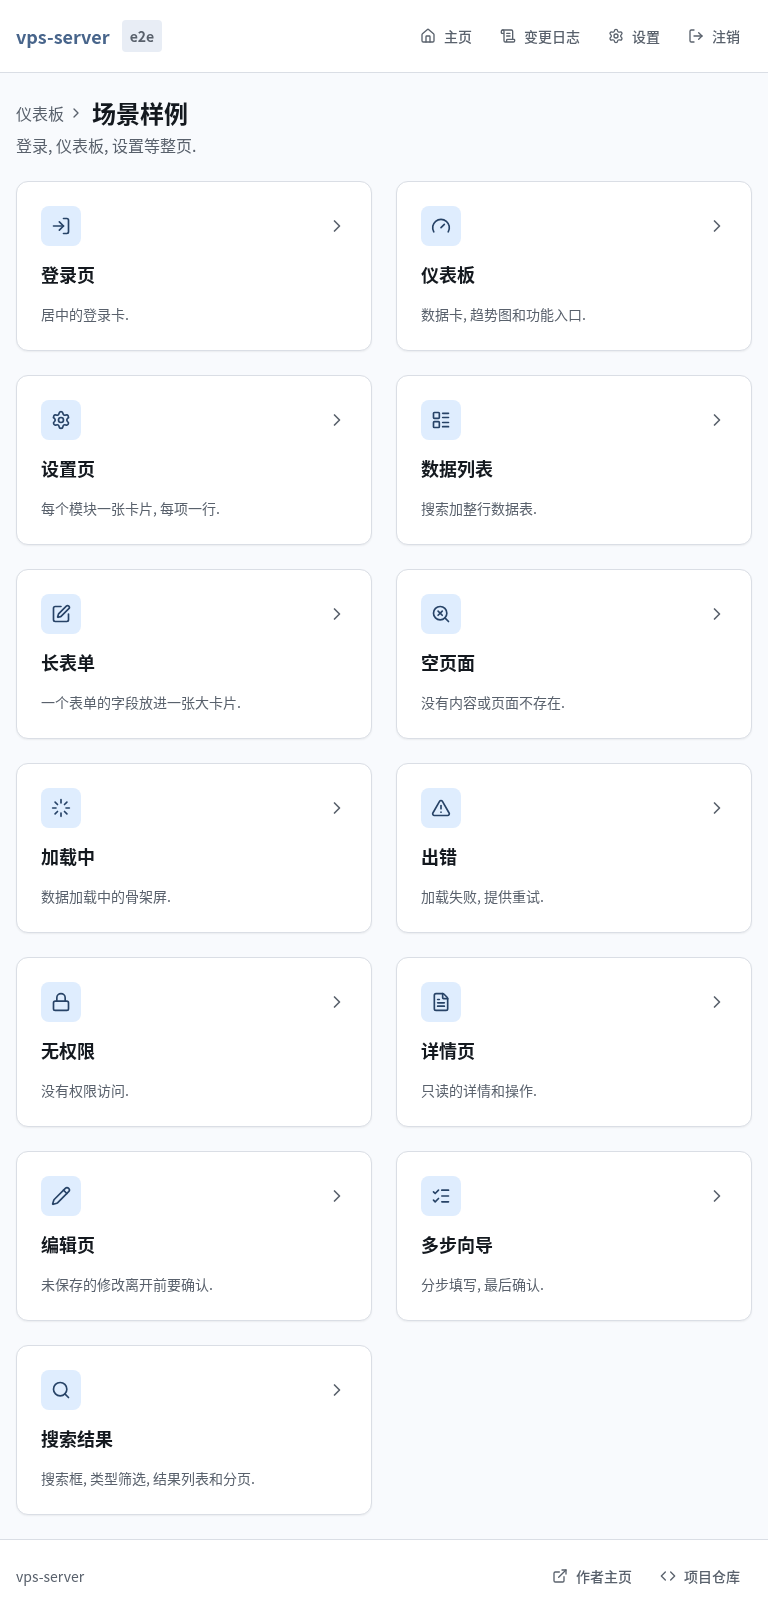 vps-server e2e 主页 变更日志 设置 注销
仪表板 场景样例
登录, 仪表板, 设置等整页.
登录页
居中的登录卡.
仪表板
数据卡, 趋势图和功能入口.
设置页
每个模块一张卡片, 每项一行.
数据列表
搜索加整行数据表.
长表单
一个表单的字段放进一张大卡片.
空页面
没有内容或页面不存在.
加载中
数据加载中的骨架屏.
出错
加载失败, 提供重试.
无权限
没有权限访问.
详情页
只读的详情和操作.
编辑页
未保存的修改离开前要确认.
多步向导
分步填写, 最后确认.
搜索结果
搜索框, 类型筛选, 结果列表和分页.
vps-server 作者主页 项目仓库